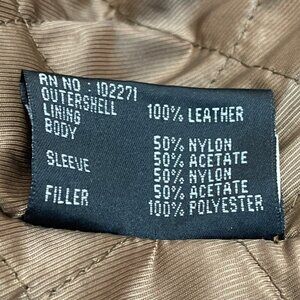 RN NO : 102271
OUTERSHELL 100% LEATHER
LINING
BODY 50% NYLON
50% ACETATE
SLEEVE 50% NYLON
50% ACETATE
FILLER 100% POLYESTER